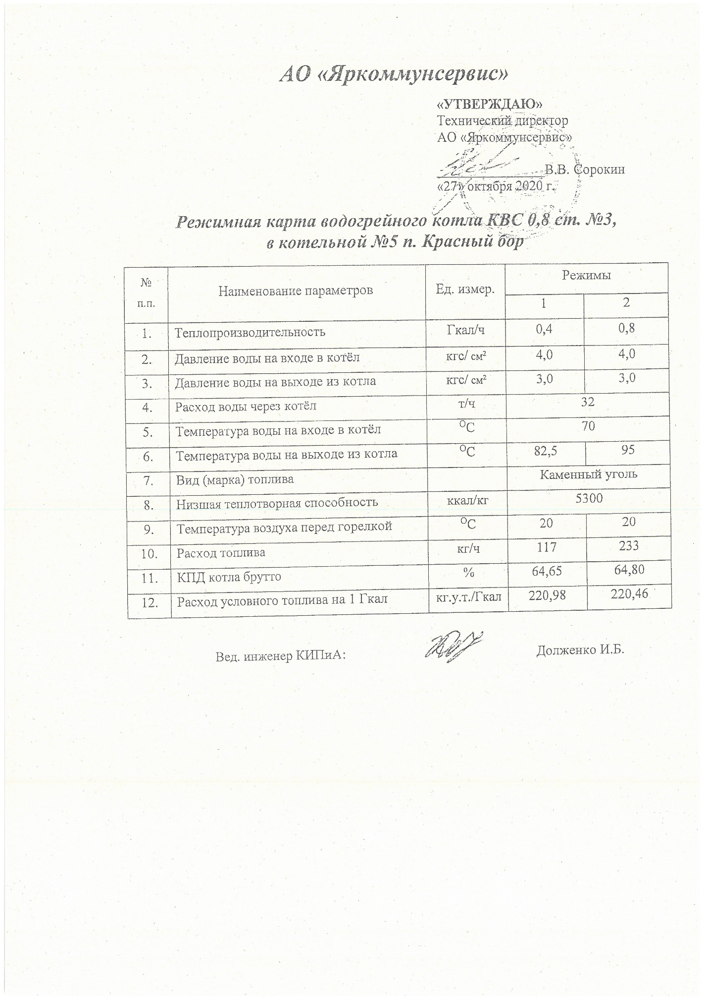 АО «Яркоммунсервис»
«УТВЕРЖДАЮ»
Технический директор
АО «Яркоммунсервис»
В.В. Сорокин
«27» октября 2020 г.
Режимная карта водогрейного котла КВС 0,8 ст. №3,
в котельной №5 п. Красный бор
№ п.п. Наименование параметров Ед. измер. Режимы
1 2
1. Теплопроизводительность Гкал/ч 0,4 0,8
2. Давление воды на входе в котёл кгс/ см² 4,0 4,0
3. Давление воды на выходе из котла кгс/ см² 3,0 3,0
4. Расход воды через котёл т/ч 32
5. Температура воды на входе в котёл ⁰С 70
6. Температура воды на выходе из котла ⁰С 82,5 95
7. Вид (марка) топлива Каменный уголь
8. Низшая теплотворная способность ккал/кг 5300
9. Температура воздуха перед горелкой ⁰С 20 20
10. Расход топлива кг/ч 117 233
11. КПД котла брутто % 64,65 64,80
12. Расход условного топлива на 1 Гкал кг.у.т./Гкал 220,98 220,46
Вед. инженер КИПиА: Долженко И.Б.